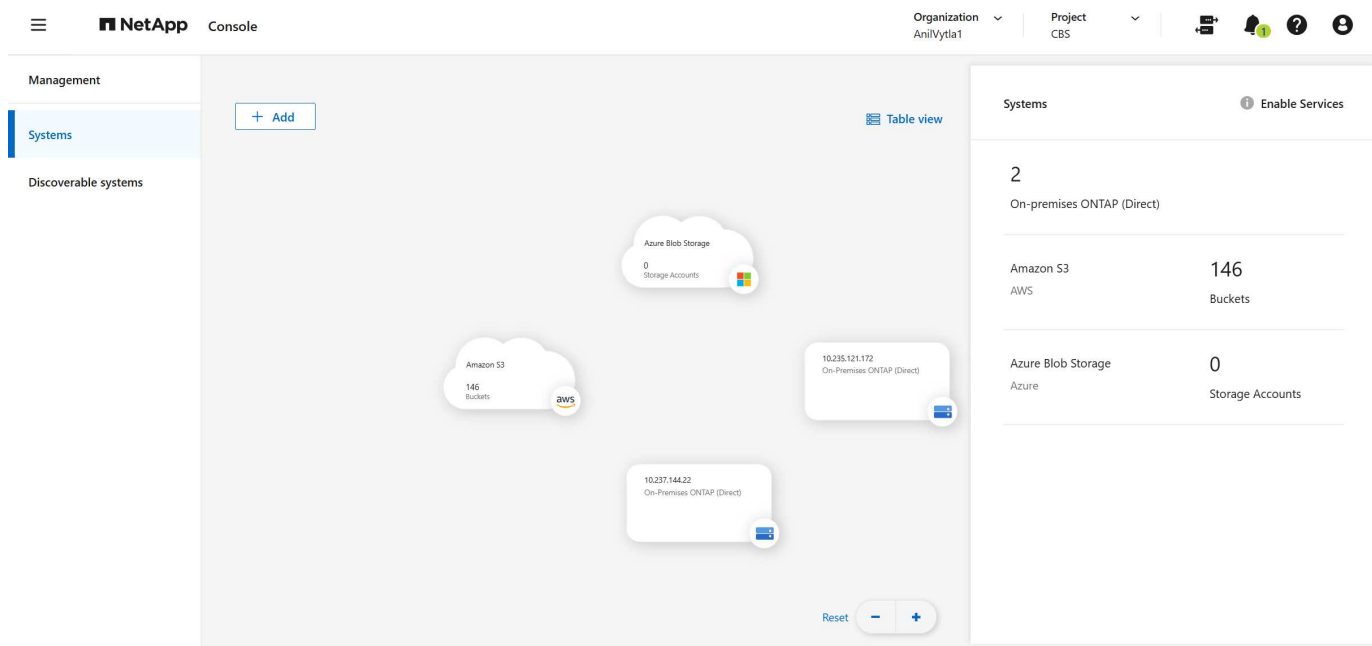 NetApp Console
Organization
AnilVytla1
Project
CBS
1
Management
Systems
Discoverable systems
+ Add
Table view
Azure Blob Storage
0
Storage Accounts
Amazon S3
146
Buckets
aws
10.235.121.172
On-Premises ONTAP (Direct)
10.237.144.22
On-Premises ONTAP (Direct)
Reset
Systems
Enable Services
2
On-premises ONTAP (Direct)
Amazon S3
AWS
146
Buckets
Azure Blob Storage
Azure
0
Storage Accounts